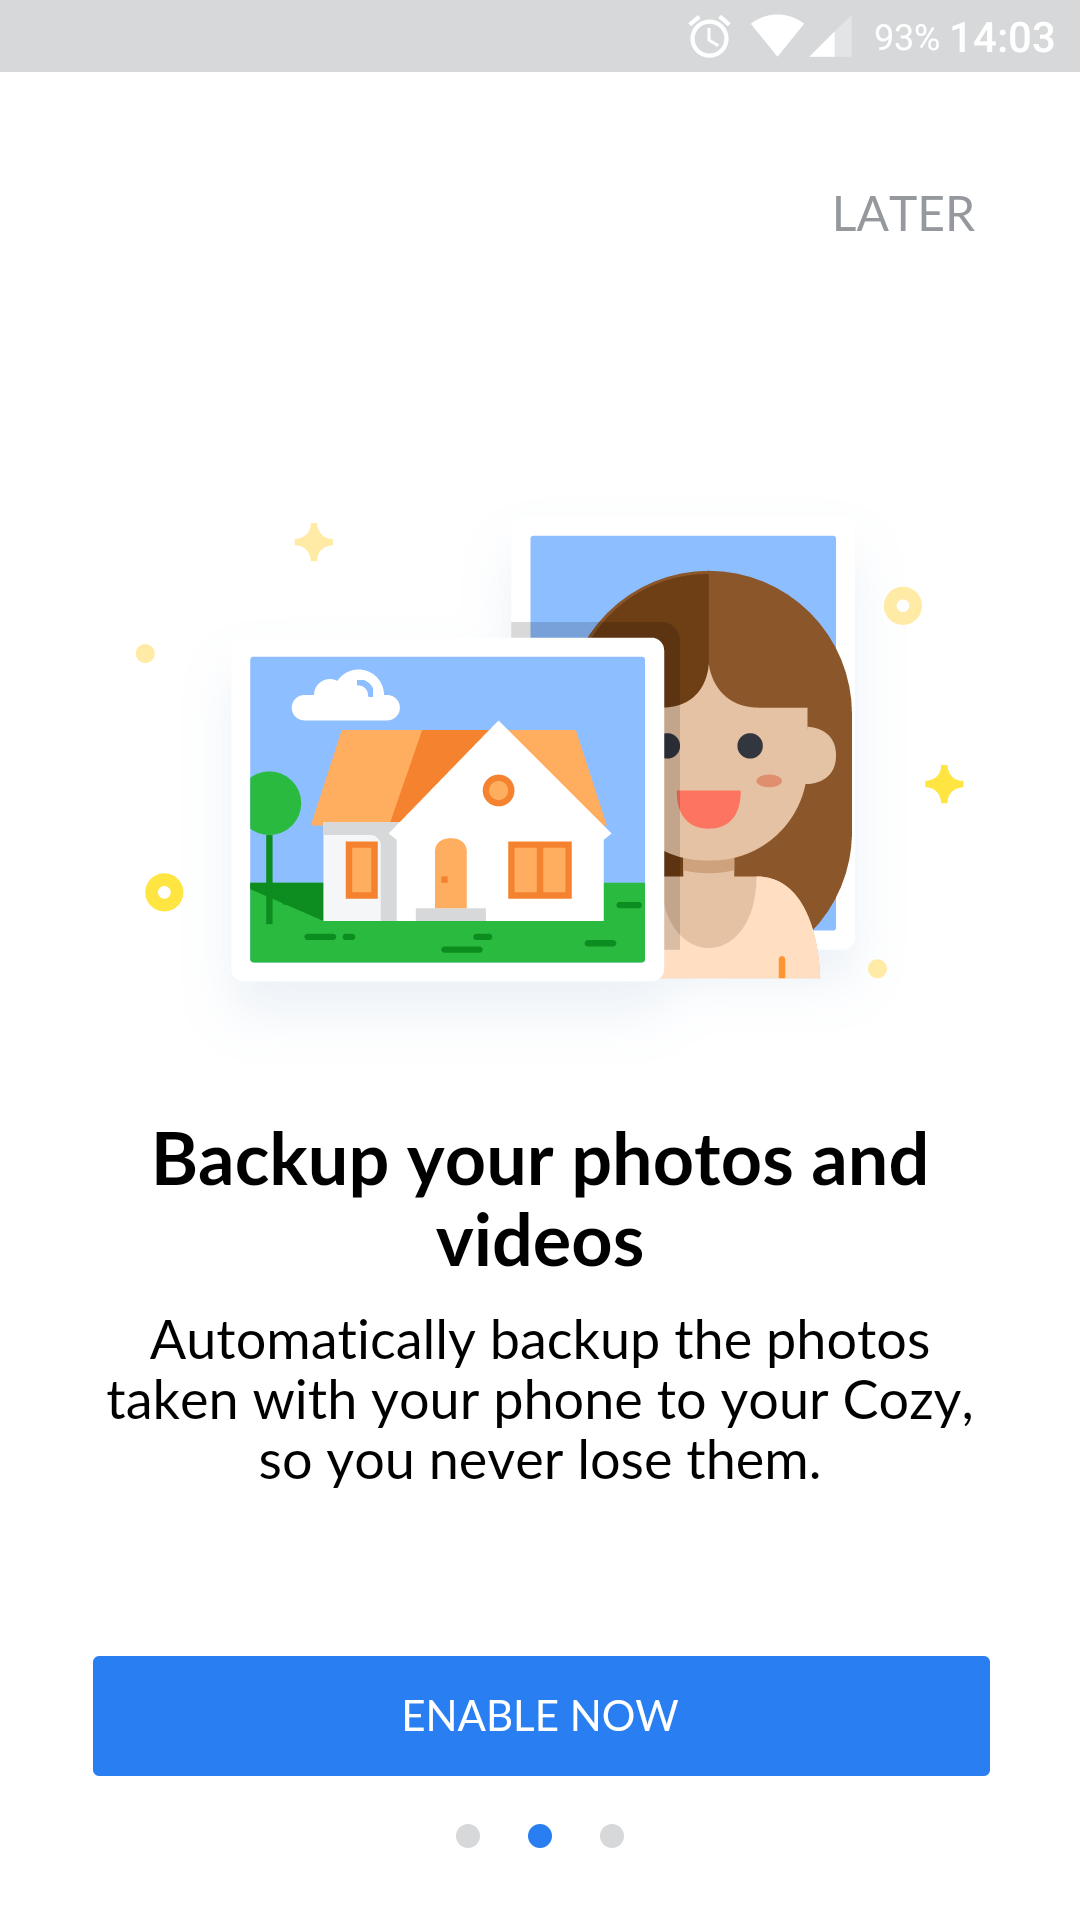 93% 14:03
LATER
Backup your photos and
videos
Automatically backup the photos
taken with your phone to your Cozy,
so you never lose them.
ENABLE NOW